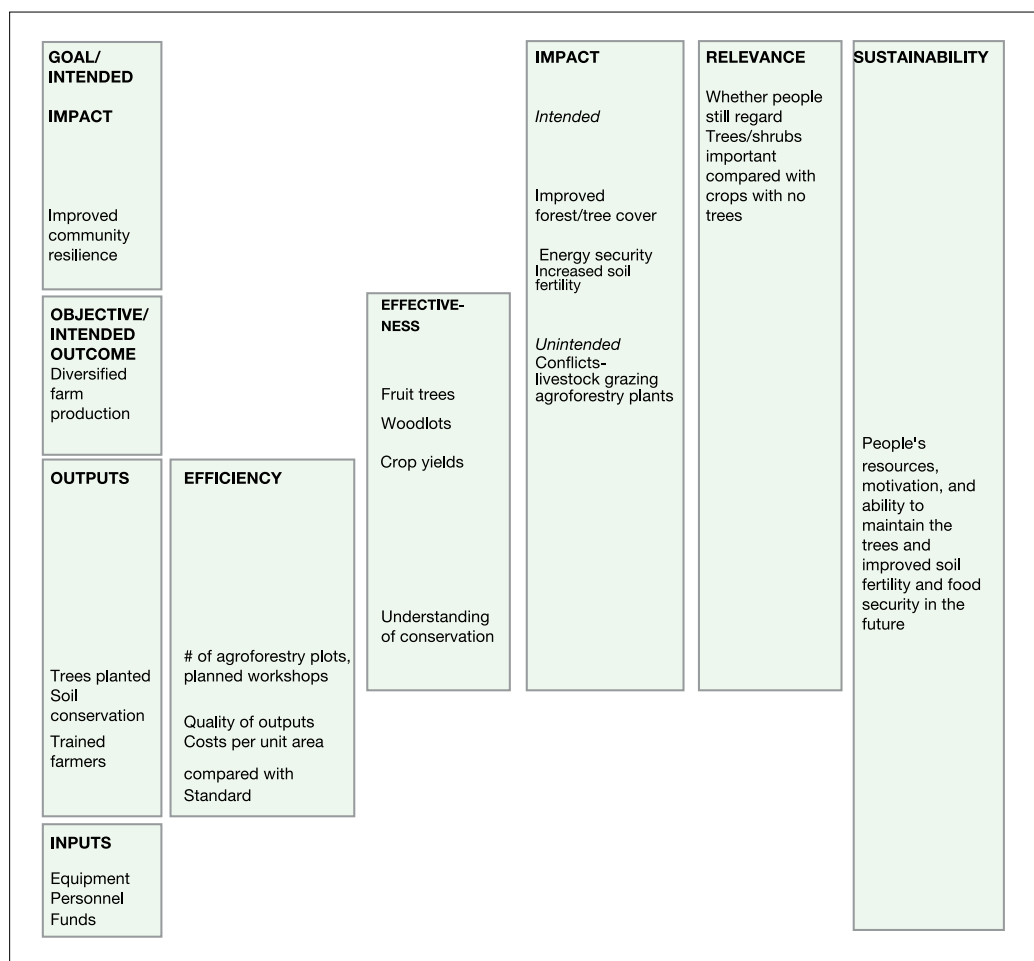 GOAL/
INTENDED
IMPACT
Improved
community
resilience
OBJECTIVE/
INTENDED
OUTCOME
Diversified
farm
production
OUTPUTS
Trees planted
Soil
conservation
Trained
farmers
INPUTS
Equipment
Personnel
Funds
EFFICIENCY
# of agroforestry plots,
planned workshops
Quality of outputs
Costs per unit area
compared with
Standard
EFFECTIVE-
NESS
Fruit trees
Woodlots
Crop yields
Understanding
of conservation
IMPACT
Intended
Improved
forest/tree cover
Energy security
Increased soil
fertility
Unintended
Conflicts-
livestock grazing
agroforestry plants
RELEVANCE
Whether people
still regard
Trees/shrubs
important
compared with
crops with no
trees
SUSTAINABILITY
People's
resources,
motivation, and
ability to
maintain the
trees and
improved soil
fertility and food
security in the
future